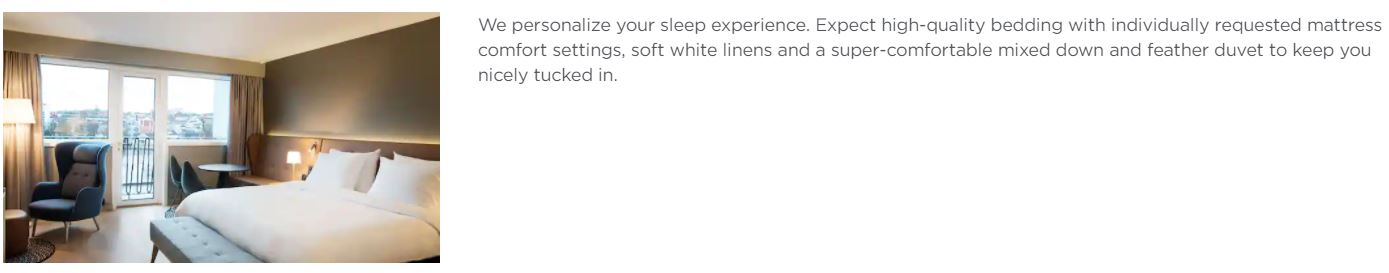 We personalize your sleep experience. Expect high-quality bedding with individually requested mattress
comfort settings, soft white linens and a super-comfortable mixed down and feather duvet to keep you
nicely tucked in.